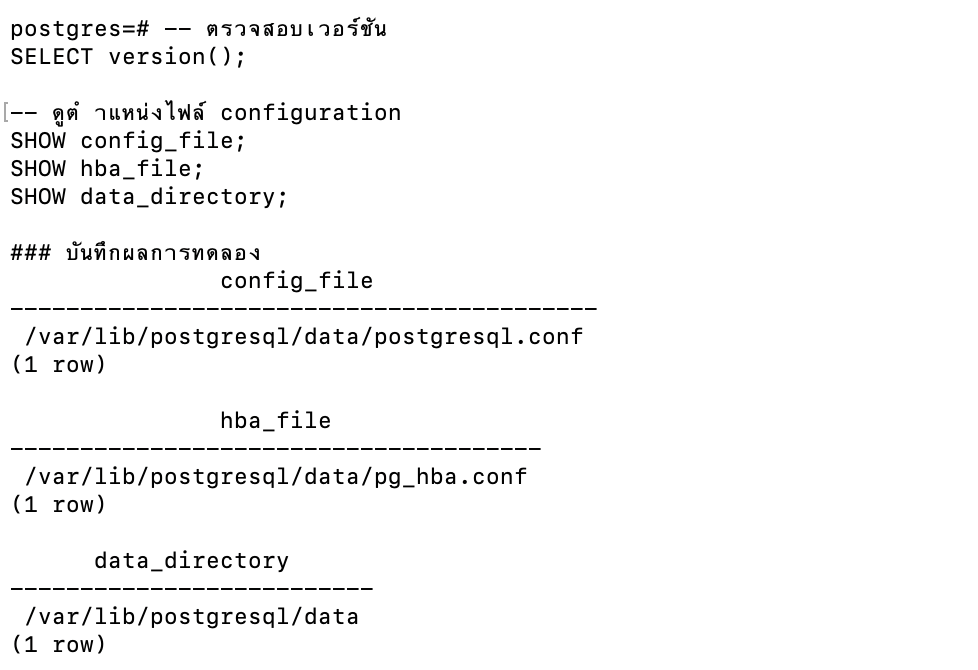 postgres=# -- ตรวจสอบเวอร์ชัน
SELECT version();
[-- ดูตำแหน่งไฟล์ configuration
SHOW config_file;
SHOW hba_file;
SHOW data_directory;
### บันทึกผลการทดลอง
config_file
------------------------------------------
/var/lib/postgresql/data/postgresql.conf
(1 row)
hba_file
--------------------------------------
/var/lib/postgresql/data/pg_hba.conf
(1 row)
data_directory
--------------------------
/var/lib/postgresql/data
(1 row)